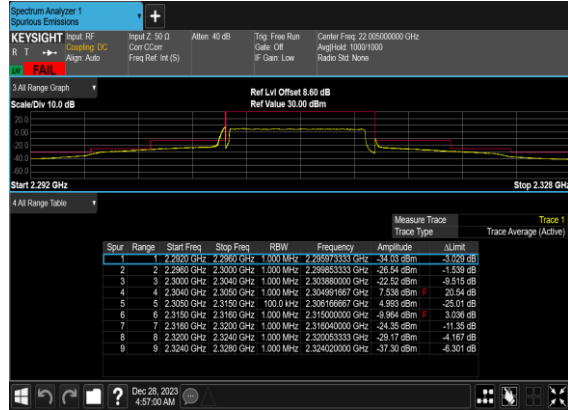 Spectrum Analyzer 1
Spurious Emissions
+
KEYSIGHT Input: RF Input Z: 50 Ω Atten: 40 dB Trig: Free Run Center Freq: 22.005000000 GHz
R T Coupling: DC Corr CCorr Gate: Off Avg|Hold: 1000/1000
Align: Auto Freq Ref: Int (S) IF Gain: Low Radio Std: None
LV FAIL
3 All Range Graph
Scale/Div 10.0 dB
Ref Lvl Offset 8.60 dB
Ref Value 30.00 dBm
20.0
0.00
-20.0
-40.0
-60.0
Start 2.292 GHz Stop 2.328 GHz
4 All Range Table
Measure Trace Trace 1
Trace Type Trace Average (Active)
Spur Range Start Freq Stop Freq RBW Frequency Amplitude ΔLimit
1 1 2.2920 GHz 2.2960 GHz 1.000 MHz 2.295973333 GHz -34.03 dBm -3.029 dB
2 2 2.2960 GHz 2.3000 GHz 1.000 MHz 2.299853333 GHz -26.54 dBm -1.539 dB
3 3 2.3000 GHz 2.3040 GHz 1.000 MHz 2.303880000 GHz -22.52 dBm -9.515 dB
4 4 2.3040 GHz 2.3050 GHz 1.000 MHz 2.304991667 GHz 7.538 dBm F 20.54 dB
5 5 2.3050 GHz 2.3150 GHz 100.0 kHz 2.306166667 GHz 4.993 dBm -25.01 dB
6 6 2.3150 GHz 2.3160 GHz 1.000 MHz 2.315000000 GHz -9.964 dBm F 3.036 dB
7 7 2.3160 GHz 2.3200 GHz 1.000 MHz 2.316040000 GHz -24.35 dBm -11.35 dB
8 8 2.3200 GHz 2.3240 GHz 1.000 MHz 2.320053333 GHz -29.17 dBm -4.167 dB
9 9 2.3240 GHz 2.3280 GHz 1.000 MHz 2.324020000 GHz -37.30 dBm -6.301 dB
? Dec 28, 2023
4:57:00 AM